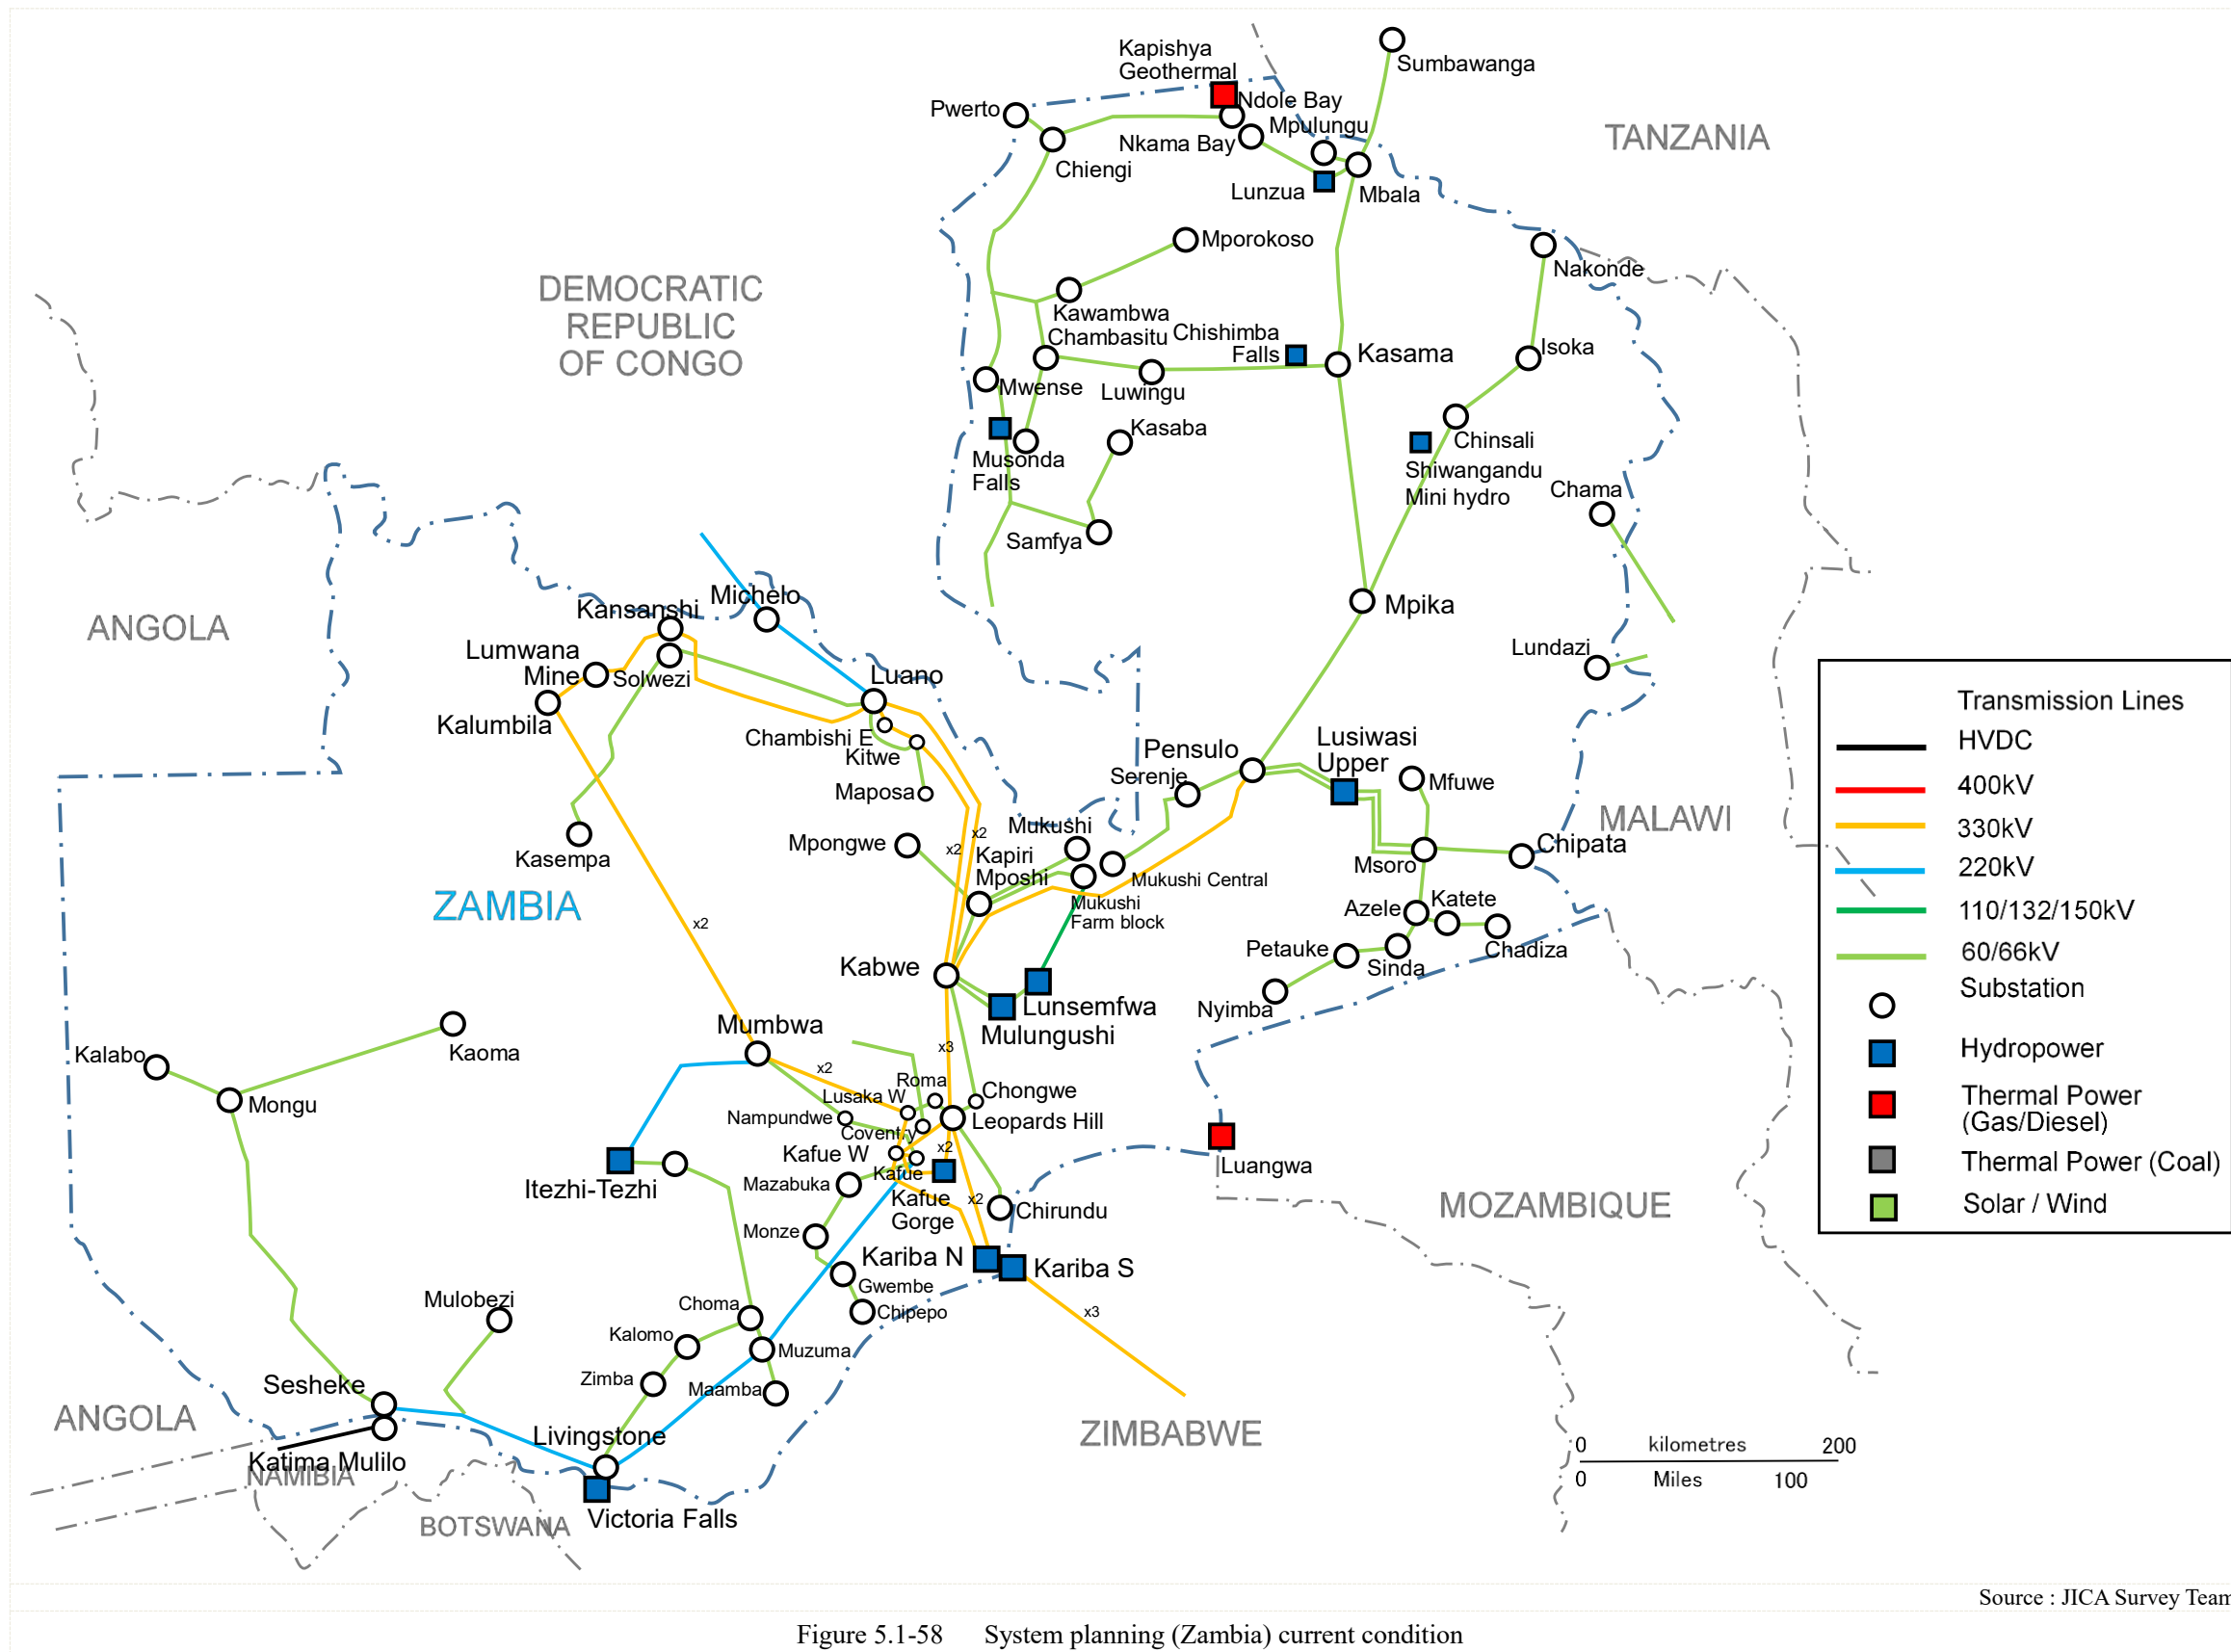 Kapishya
Geothermal
Sumbawanga
Pwerto
Ndole Bay
Mpulungu
Nkama Bay
TANZANIA
Chiengi
Lunzua
Mbala
Mporokoso
Nakonde
DEMOCRATIC
REPUBLIC
OF CONGO
Kawambwa
Chambasitu
Chishimba
Falls
Kasama
Isoka
Mwense
Luwingu
Kasaba
Chinsali
Musonda
Falls
Shiwangandu
Mini hydro
Chama
Samfya
Michelo
Kansanshi
Mpika
ANGOLA
Lumwana
Mine
Solwezi
Luano
Lundazi
Kalumbila
Chambishi E
Kitwe
Pensulo
Lusiwasi
Upper
Serenje
Mfuwe
Maposa
Mukushi
MALAWI
x2
x2
Mpongwe
Kapiri
Mposhi
Chipata
Kasempa
Msoro
Mukushi Central
ZAMBIA
Mukushi
Farm block
Azele
Katete
x2
Petauke
Chadiza
Sinda
Kabwe
Nyimba
Lunsemfwa
Mulungushi
Mumbwa
Kaoma
Kalabo
x3
x2
Roma
Chongwe
Mongu
Lusaka W
Nampundwe
Leopards Hill
Coventry
x2
Kafue W
Kafue
Luangwa
Itezhi-Tezhi
Mazabuka
Kafue
Gorge
x2
Chirundu
MOZAMBIQUE
Monze
Kariba N
Kariba S
Gwembe
Mulobezi
Choma
Chipepo
x3
Kalomo
Muzuma
Zimba
Maamba
Sesheke
ANGOLA
Livingstone
ZIMBABWE
Katima Mulilo
NAMIBIA
BOTSWANA
Victoria Falls
0 kilometres 200
0 Miles 100
Transmission Lines
HVDC
400kV
330kV
220kV
110/132/150kV
60/66kV
Substation
Hydropower
Thermal Power
(Gas/Diesel)
Thermal Power (Coal)
Solar / Wind
Source : JICA Survey Team
Figure 5.1-58 System planning (Zambia) current condition